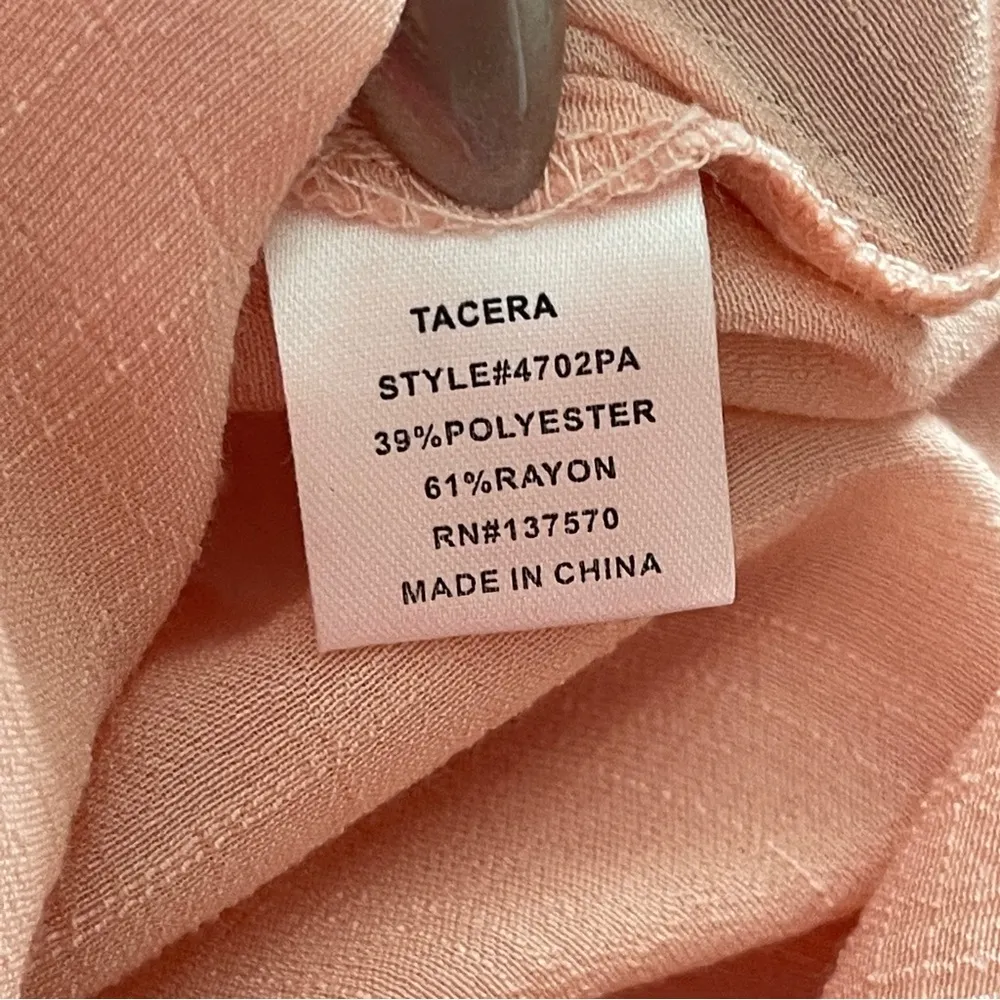 TACERA
STYLE#4702PA
39%POLYESTER
61%RAYON
RN#137570
MADE IN CHINA